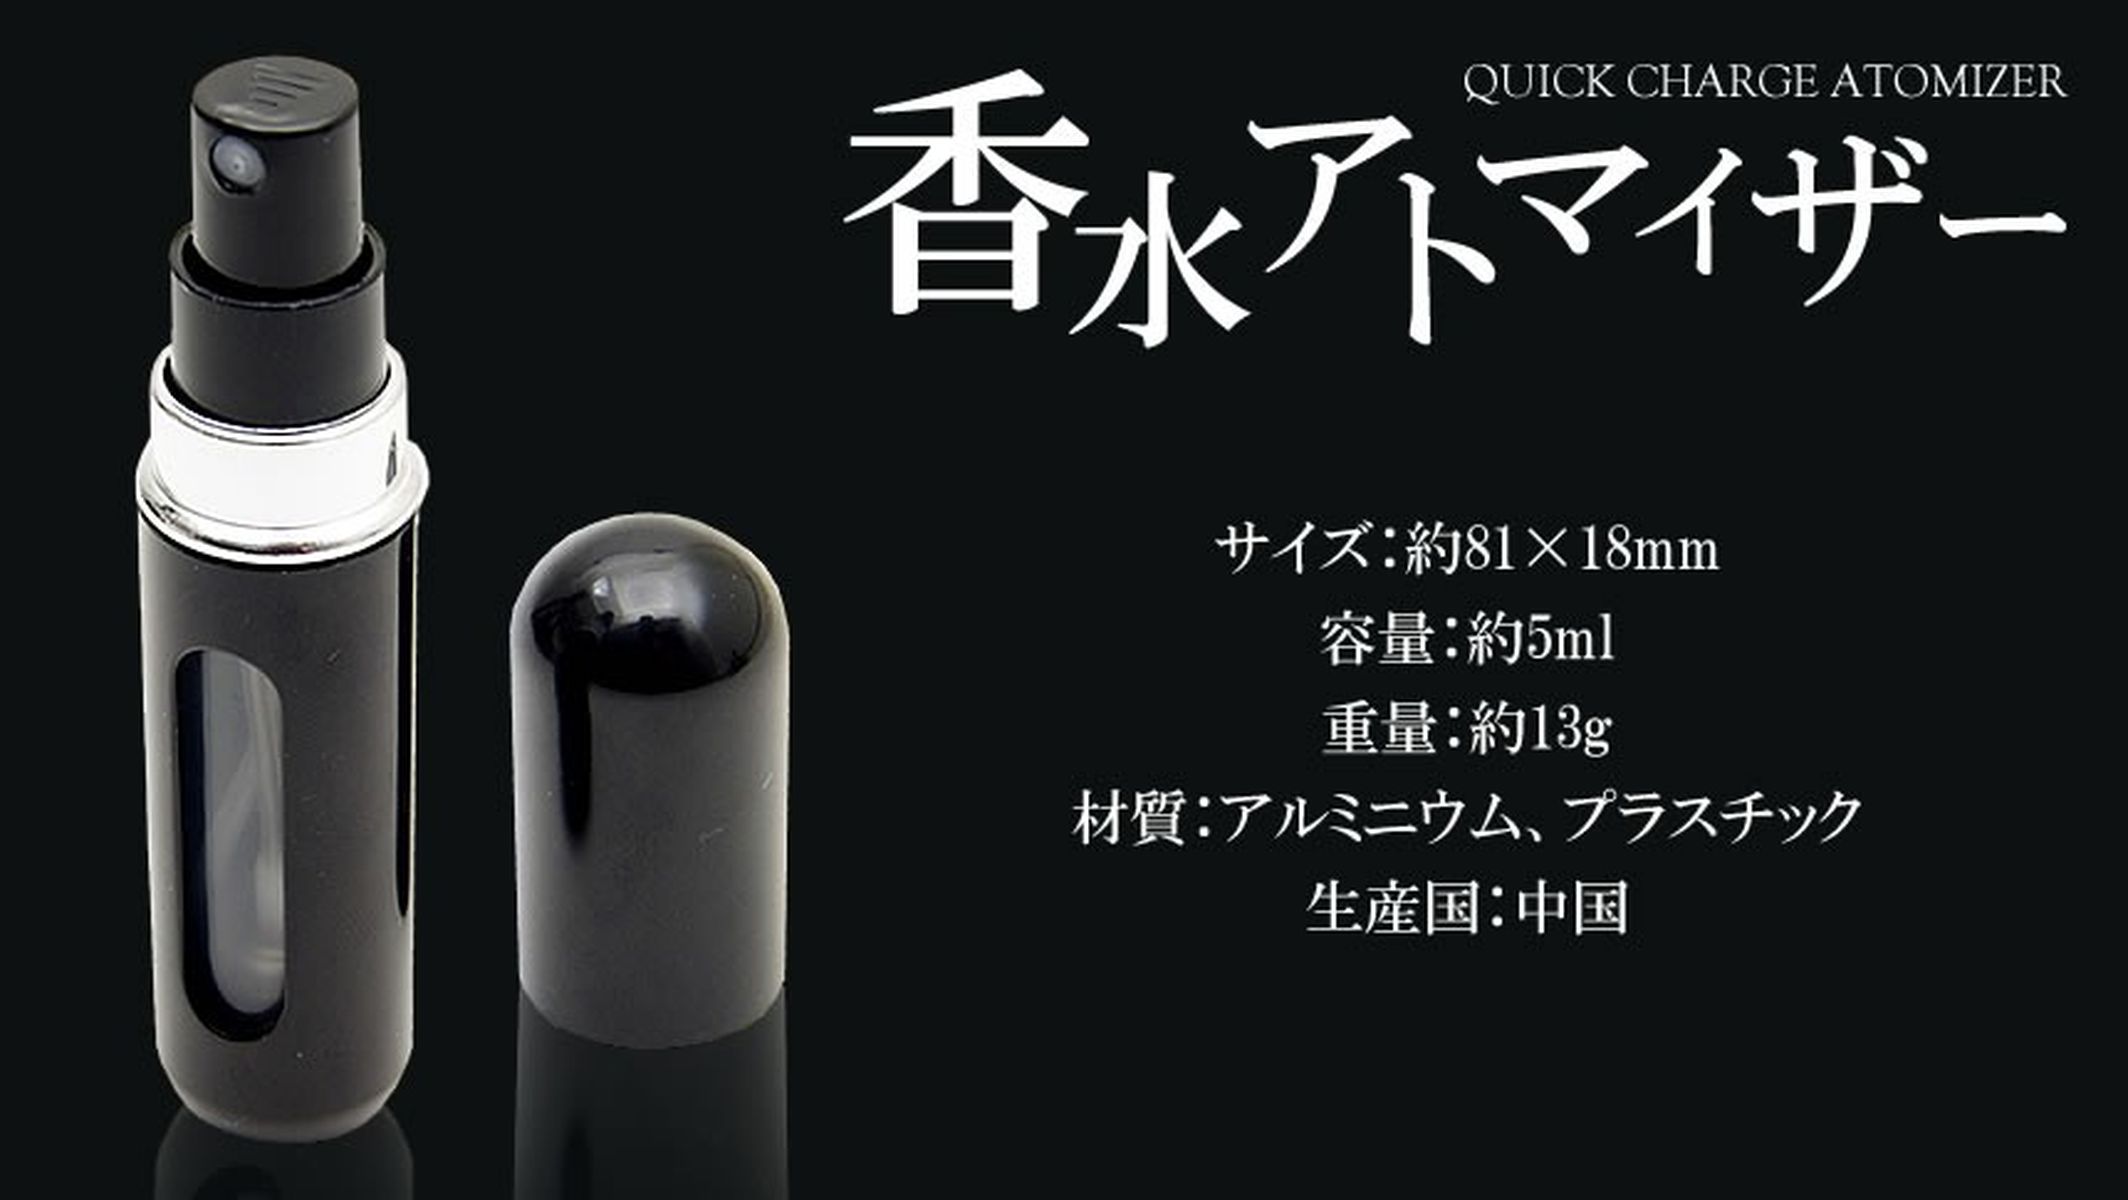 QUICK CHARGE ATOMIZER
香水アトマイザー
サイズ：約81×18mm
容量：約5ml
重量：約13g
材質：アルミニウム、プラスチック
生産国：中国